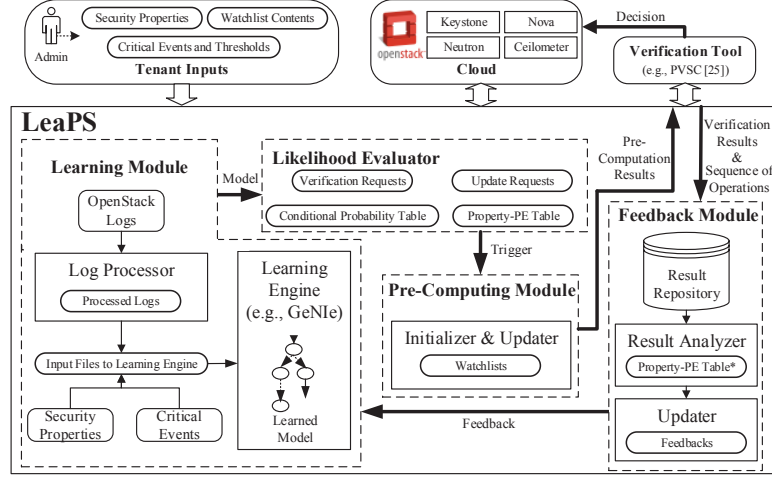 Admin
Security Properties
Watchlist Contents
Critical Events and Thresholds
Tenant Inputs
openstack
Keystone
Nova
Neutron
Ceilometer
Cloud
Decision
Verification Tool
(e.g., PVSC [25])
LeaPS
Learning Module
OpenStack
Logs
Log Processor
Processed Logs
Input Files to Learning Engine
Security
Properties
Critical
Events
Learning
Engine
(e.g., GeNIe)
Learned
Model
Model
Likelihood Evaluator
Verification Requests
Update Requests
Conditional Probability Table
Property-PE Table
Trigger
Pre-Computing Module
Initializer & Updater
Watchlists
Pre-
Computation
Results
Verification
Results
&
Sequence of
Operations
Feedback Module
Result
Repository
Result Analyzer
Property-PE Table*
Updater
Feedbacks
Feedback